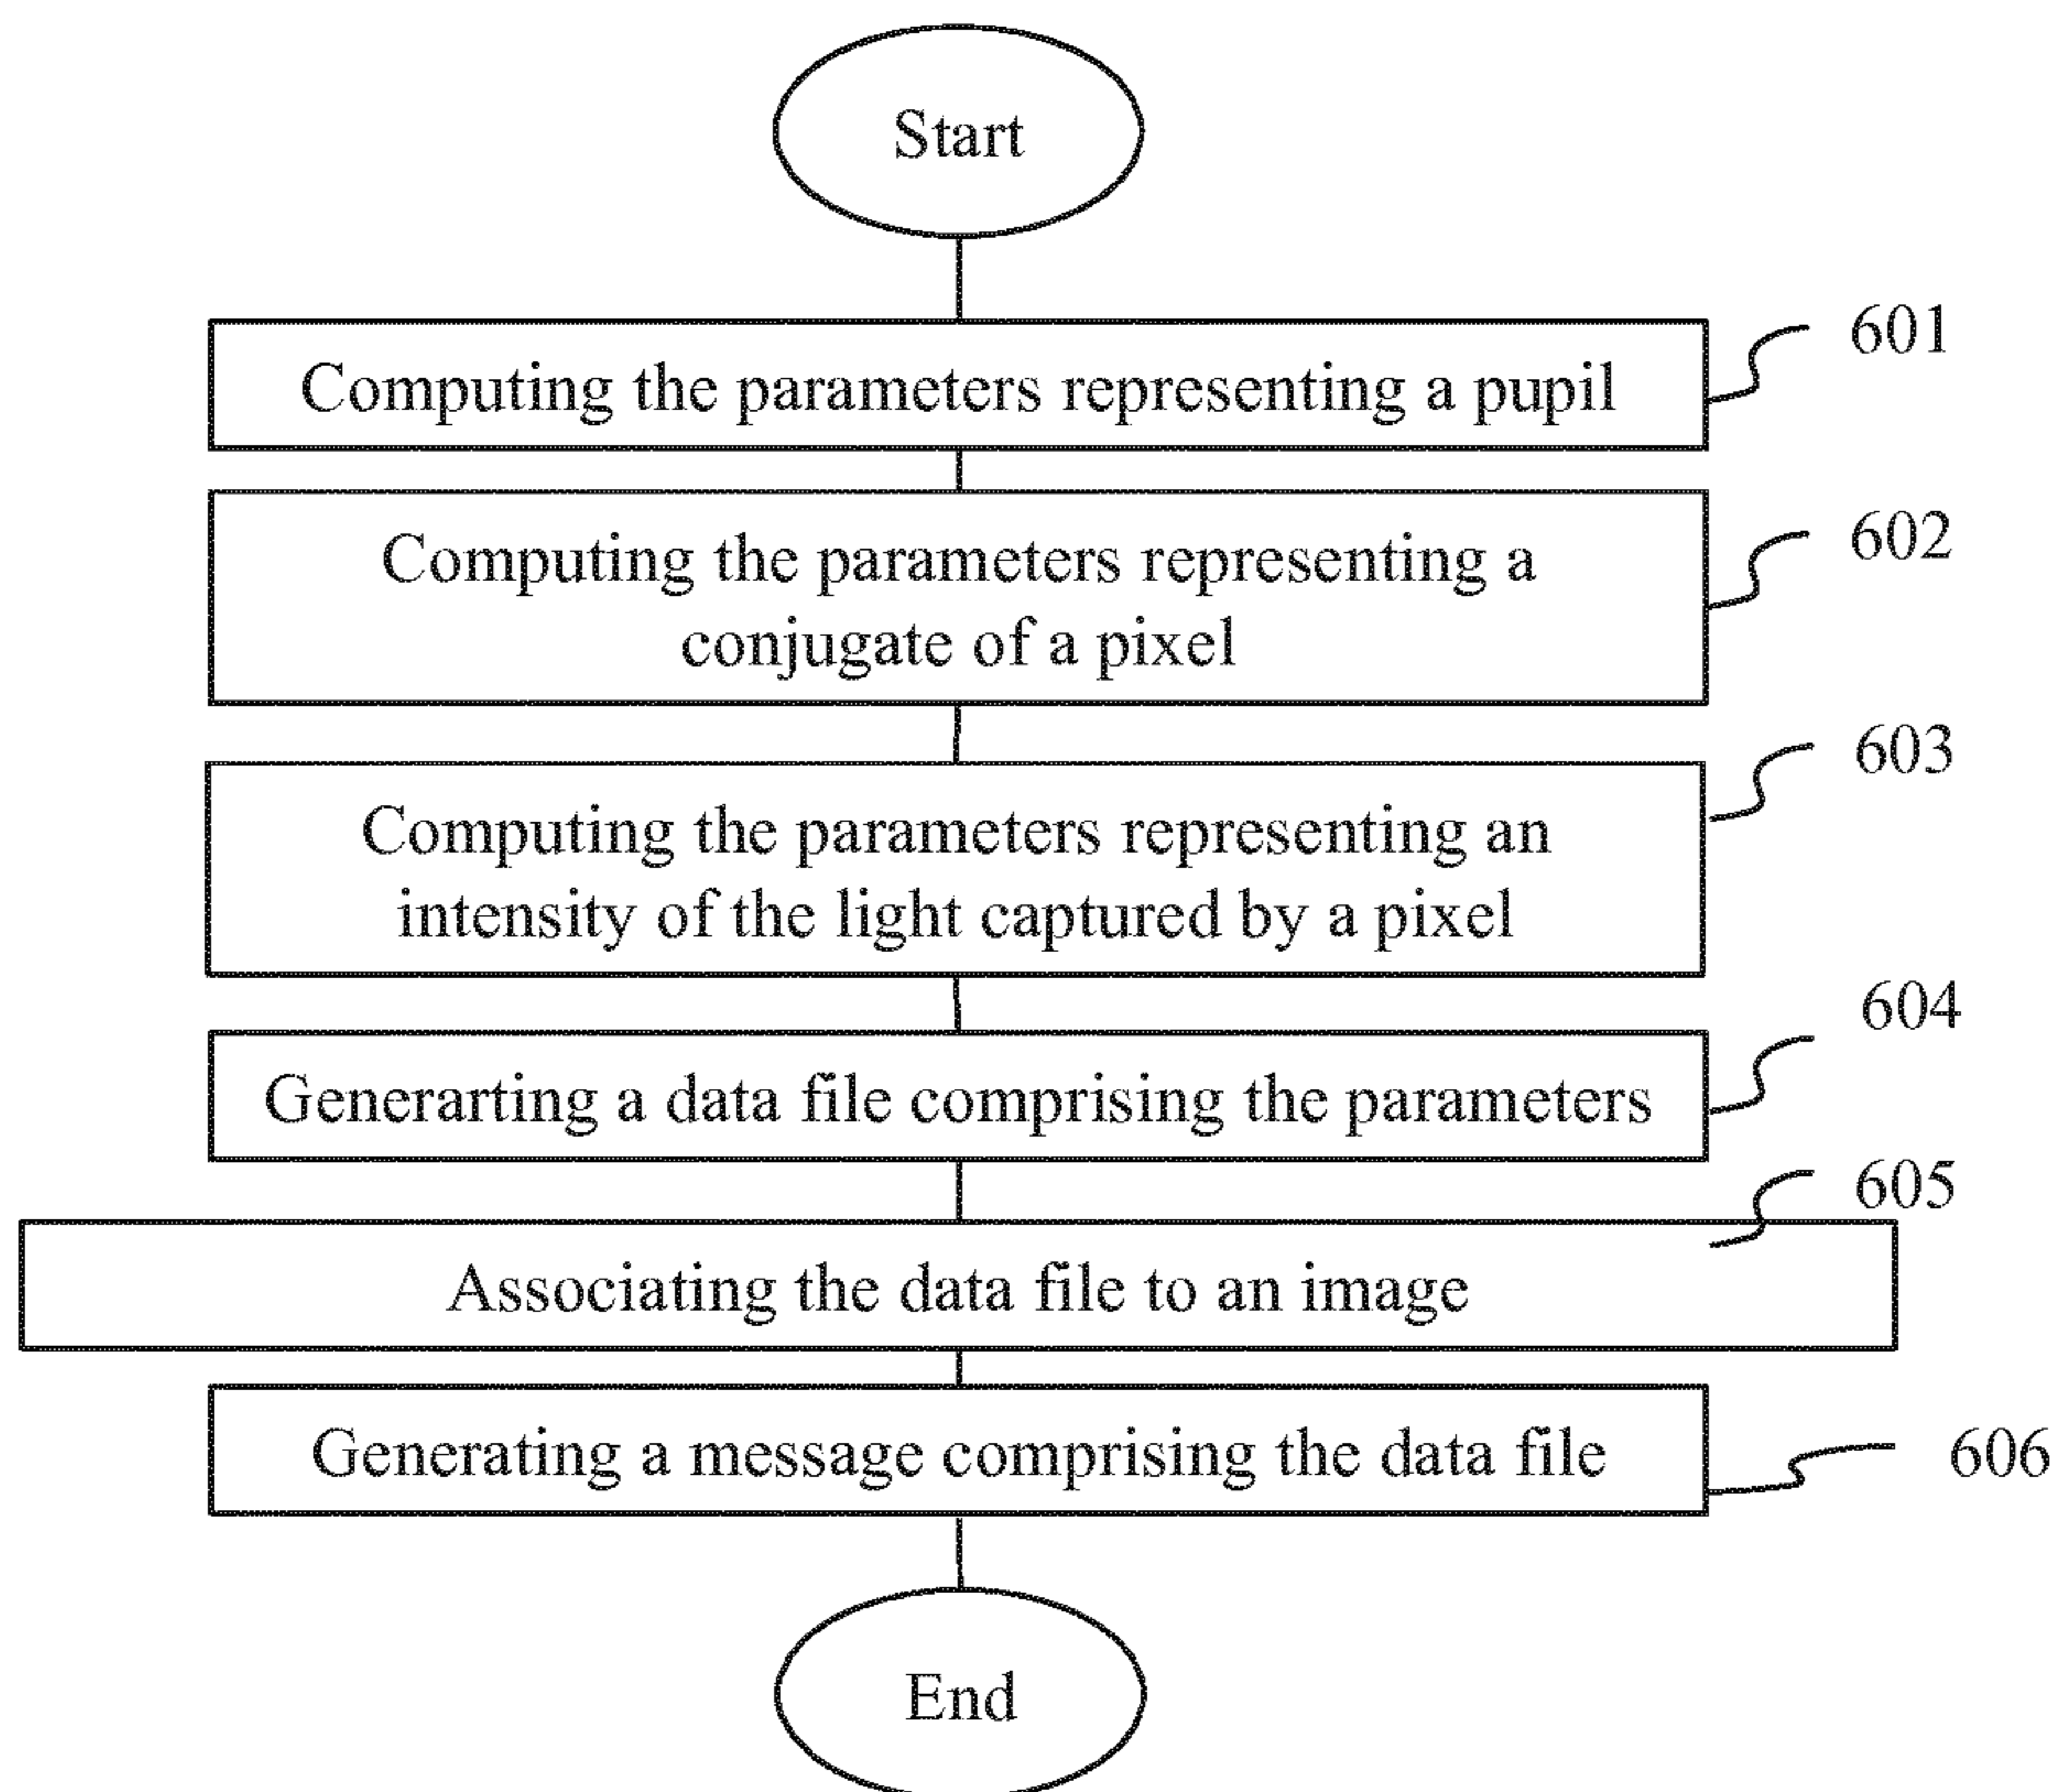 Start
Computing the parameters representing a pupil
601
Computing the parameters representing a
conjugate of a pixel
602
Computing the parameters representing an
intensity of the light captured by a pixel
603
Generarting a data file comprising the parameters
604
Associating the data file to an image
605
Generating a message comprising the data file
606
End